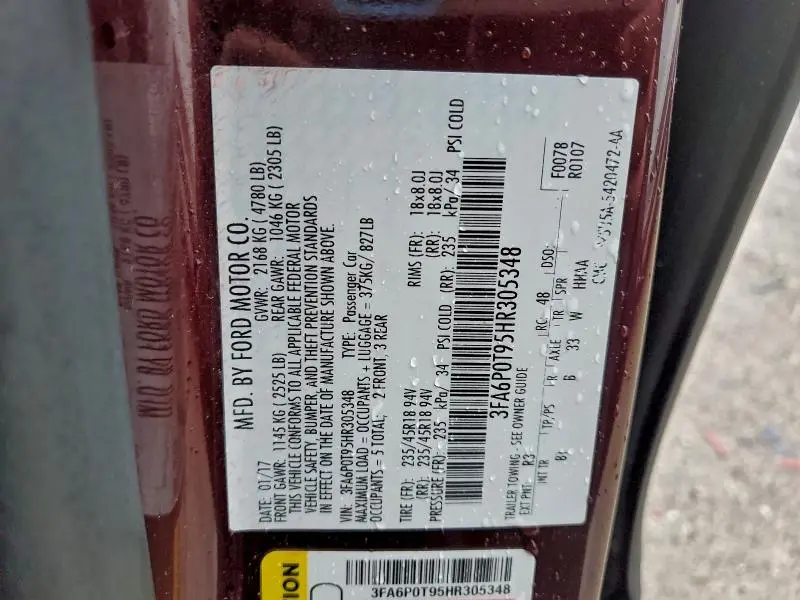 MFD. BY FORD MOTOR CO.
DATE: 01/17 GVWR: 2168 KG ( 4780 LB)
FRONT GAWR: 1145 KG ( 2525 LB) REAR GAWR: 1046 KG ( 2305 LB)
THIS VEHICLE CONFORMS TO ALL APPLICABLE FEDERAL MOTOR
VEHICLE SAFETY, BUMPER, AND THEFT PREVENTION STANDARDS
IN EFFECT ON THE DATE OF MANUFACTURE SHOWN ABOVE.
VIN: 3FA6P0T95HR305348 TYPE: Passenger Car
MAXIMUM LOAD = OCCUPANTS + LUGGAGE = 375KG / 827LB
OCCUPANTS = 5 TOTAL; 2 FRONT, 3 REAR
TIRE (FR): 235/45R18 94V RIMS (FR): 18x8.0J
(RR): 235/45R18 94V (RR): 18x8.0J
PRESSURE (FR): 235 kPa/ 34 PSI COLD (RR): 235 kPa/ 34 PSI COLD
3FA6P0T95HR305348
TRAILER TOWING - SEE OWNER GUIDE
EXT PNT: R3 RC: 48 DSO: F0078
R0107
INT TR TP/PS R AXLE TR SPR
B 33 W HHAA
3FA6P0T95HR305348